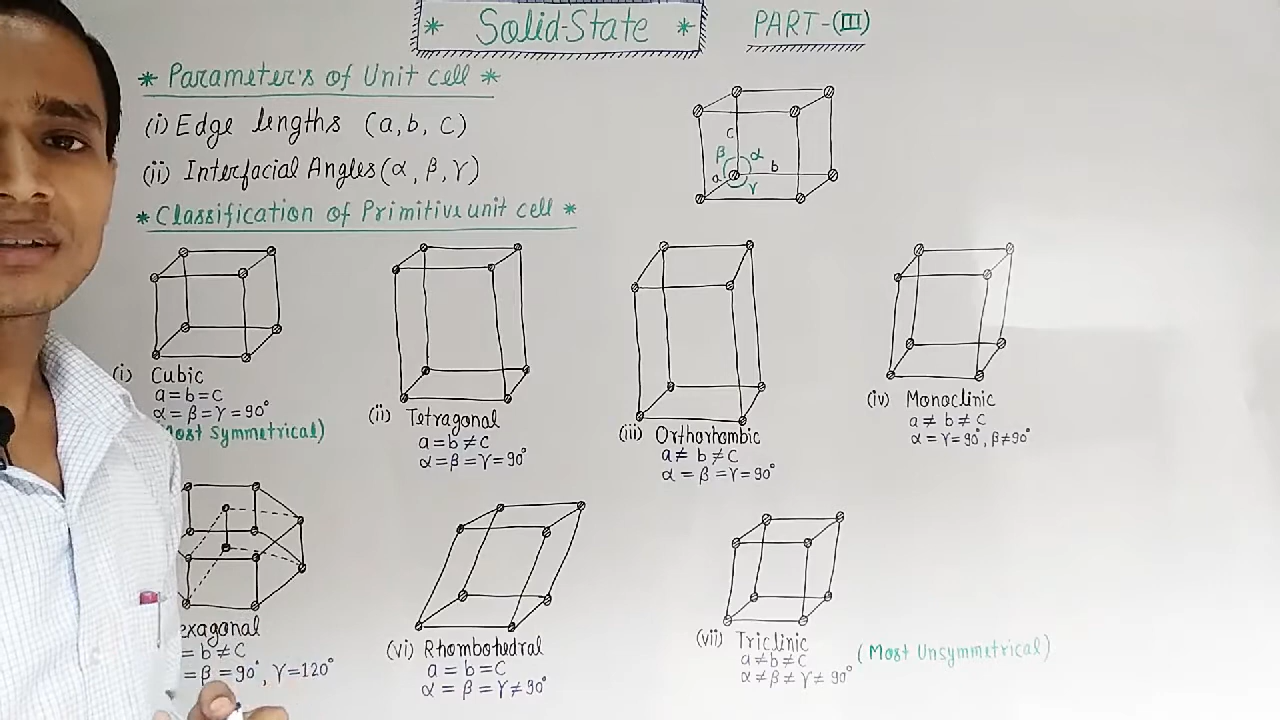 * Solid-State *
PART-(III)
* Parameter's of Unit cell *
(i) Edge lengths (a, b, c)
(ii) Interfacial Angles (α, β, γ)
c
β
α
a
b
γ
* Classification of Primitive unit cell *
(i) Cubic
a = b = c
α = β = γ = 90°
(Most Symmetrical)
(ii) Tetragonal
a = b ≠ c
α = β = γ = 90°
(iii) Orthorhombic
a ≠ b ≠ c
α = β = γ = 90°
(iv) Monoclinic
a ≠ b ≠ c
α = γ = 90°, β ≠ 90°
exagonal
= b ≠ c
= β = 90°, γ = 120°
(vi) Rhombohedral
a = b = c
α = β = γ ≠ 90°
(vii) Triclinic
a ≠ b ≠ c
α ≠ β ≠ γ ≠ 90°
(Most Unsymmetrical)